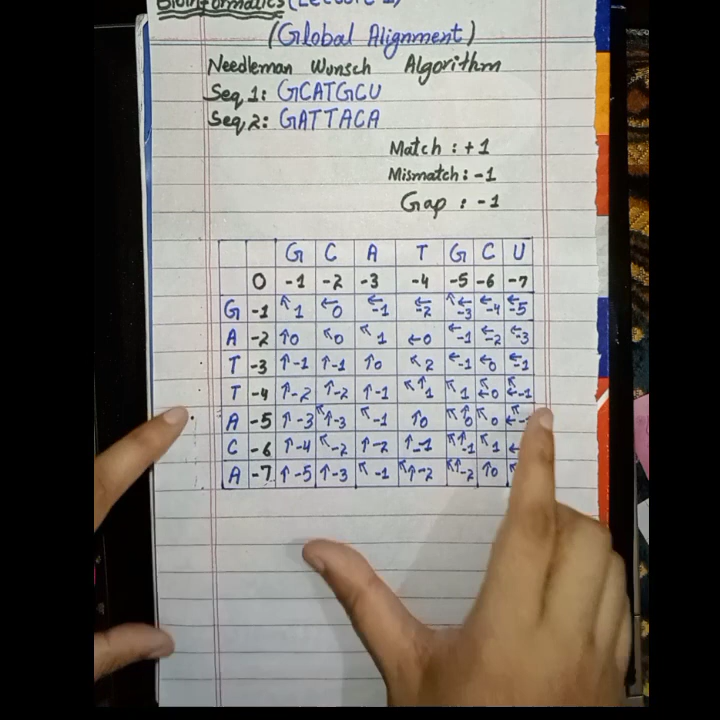 Bioinformatics (Lecture
(Global Alignment)
Needleman Wunsch Algorithm
Seq 1: GCATGCU
Seq 2: GATTACA
Match : +1
Mismatch : -1
Gap : -1
G C A T G C U
0 -1 -2 -3 -4 -5 -6 -7
G -1 ↖1 ←0 ←-1 ←-2 ↖←-3 ←-4 ←-5
A -2 ↑0 ↖0 ↖1 ←0 ←-1 ←-2 ←-3
T -3 ↑-1 ↑-1 ↑0 ↖2 ←-1 ←0 ←-1
T -4 ↑-2 ↑-2 ↑-1 ↖↑1 ↖1 ↖←0 ↖←-1
A -5 ↑-3 ↖↑-3 ↖-1 ↑0 ↖↑0 ↖0 ↖←-
C -6 ↑-4 ↖-2 ↑-2 ↑-1 ↖↑-1 ↖1 ←
A -7 ↑-5 ↑-3 ↖-1 ↖↑-2 ↖↑-2 ↑0 ↖